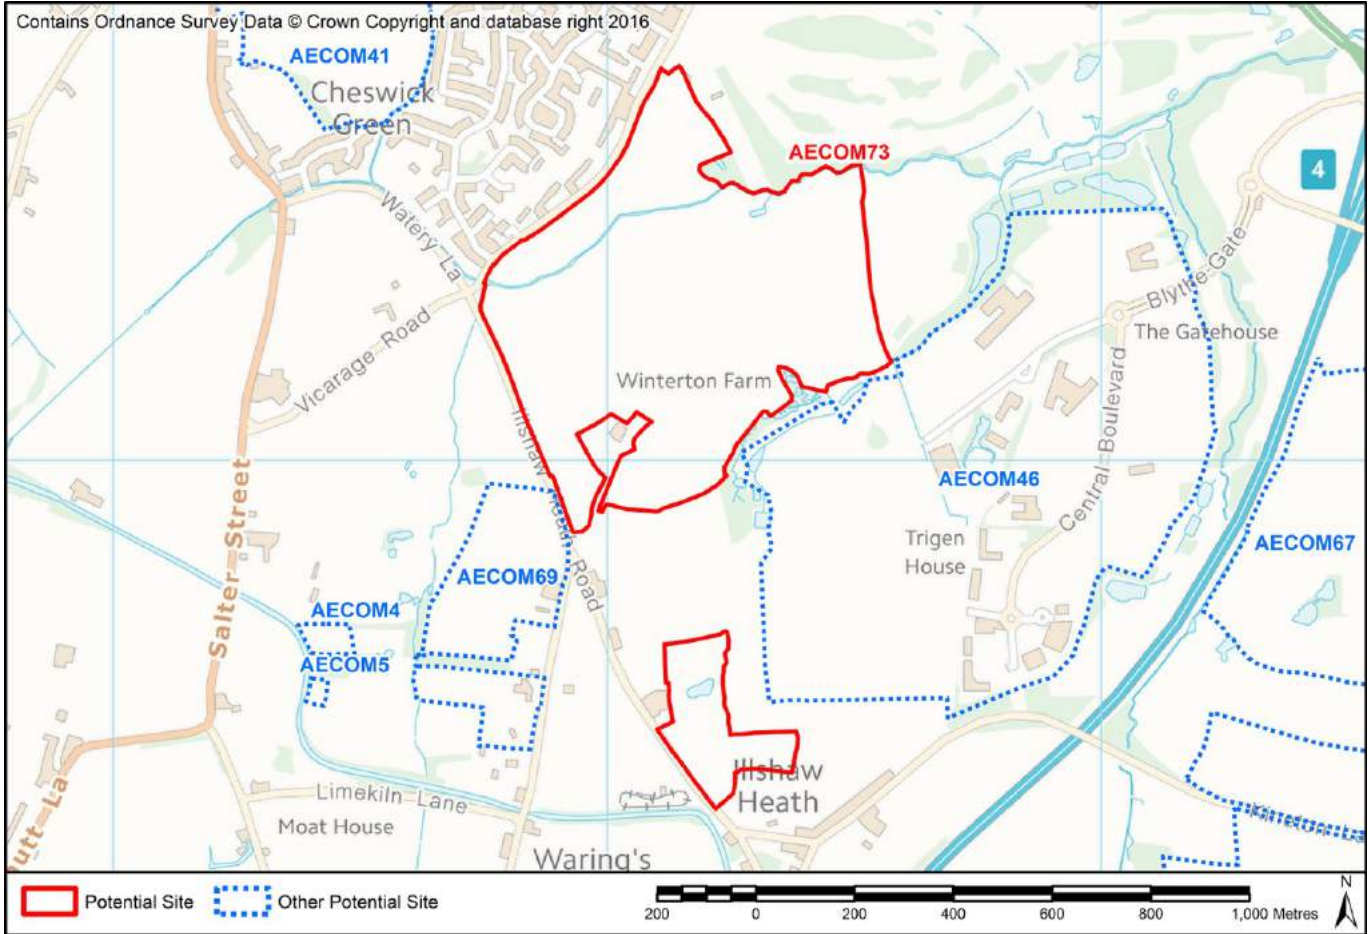 Contains Ordnance Survey Data © Crown Copyright and database right 2016
AECOM41
Cheswick
Green
AECOM73
4
Watery La
Blythe Gate
The Gatehouse
Vicarage Road
Winterton Farm
Central Boulevard
Illshaw Heath Road
AECOM46
Salter Street
Trigen
House
AECOM67
AECOM69
AECOM4
AECOM5
Illshaw
Heath
Limekiln Lane
Moat House
utt La
Waring's
Potential Site
Other Potential Site
200 0 200 400 600 800 1,000 Metres
N